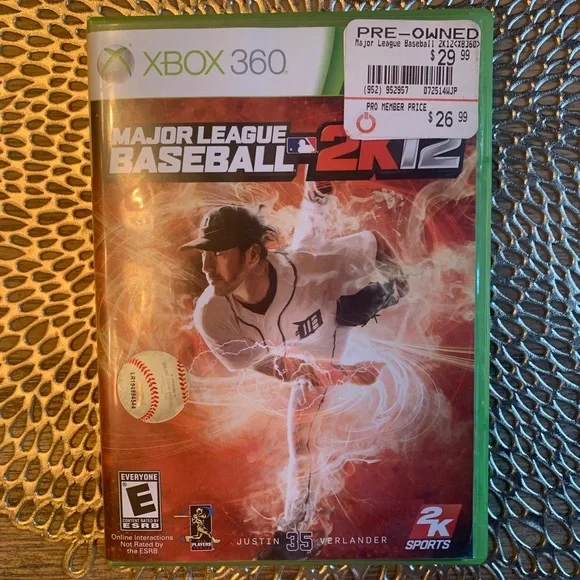 XBOX 360
PRE-OWNED
Major League Baseball 2K12<XB360>
$29.99
(952) 952957 072514WJP
PRO MEMBER PRICE
$26.99
MAJOR LEAGUE
BASEBALL 2K12
EVERYONE
E
CONTENT RATED BY
ESRB
Online Interactions
Not Rated by
the ESRB
PLAYERS
JUSTIN 35 VERLANDER
2K
SPORTS